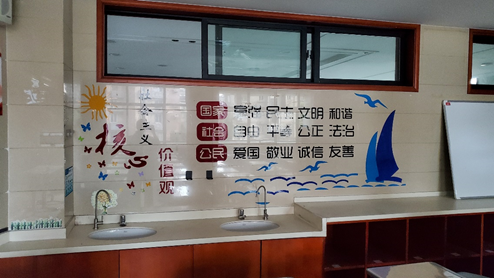 社会主义
核心
价值观
国家 富强 民主 文明 和谐
社会 自由 平等 公正 法治
公民 爱国 敬业 诚信 友善